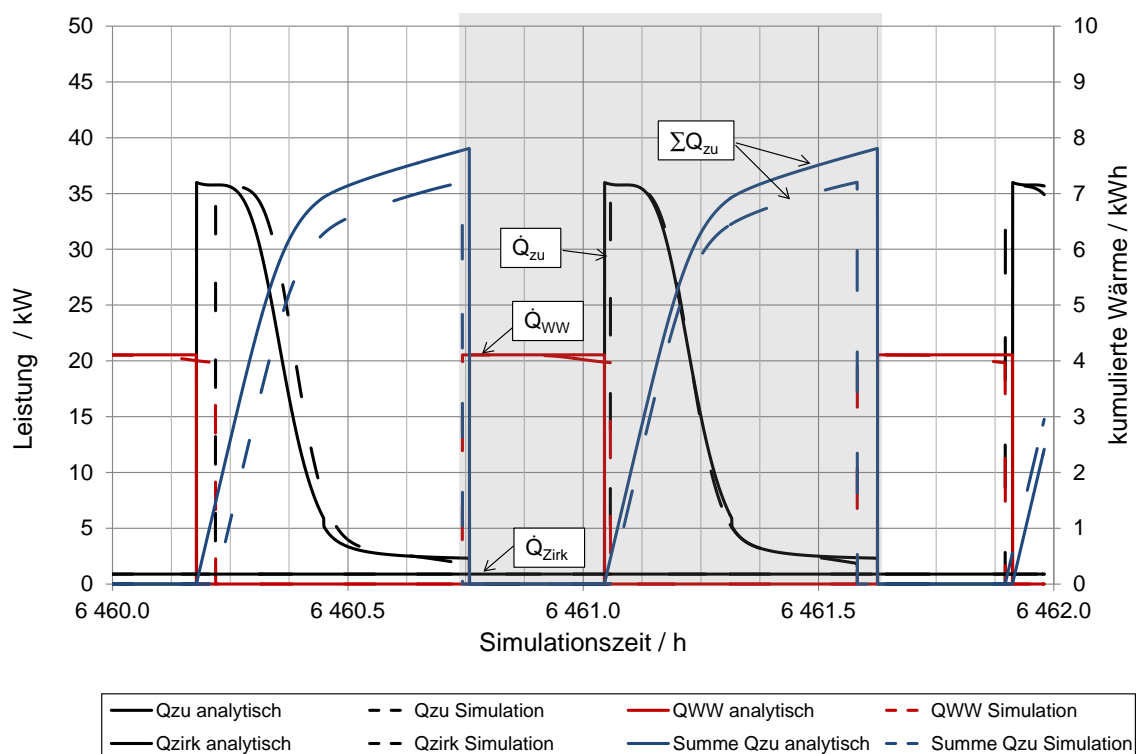 50
45
40
35
30
25
20
15
10
5
0
Leistung / kW
10
9
8
7
6
5
4
3
2
1
0
kumulierte Wärme / kWh
∑Qzu
Q̇zu
Q̇WW
Q̇Zirk
6 460.0 6 460.5 6 461.0 6 461.5 6 462.0
Simulationszeit / h
Qzu analytisch Qzu Simulation QWW analytisch QWW Simulation
Qzirk analytisch Qzirk Simulation Summe Qzu analytisch Summe Qzu Simulation